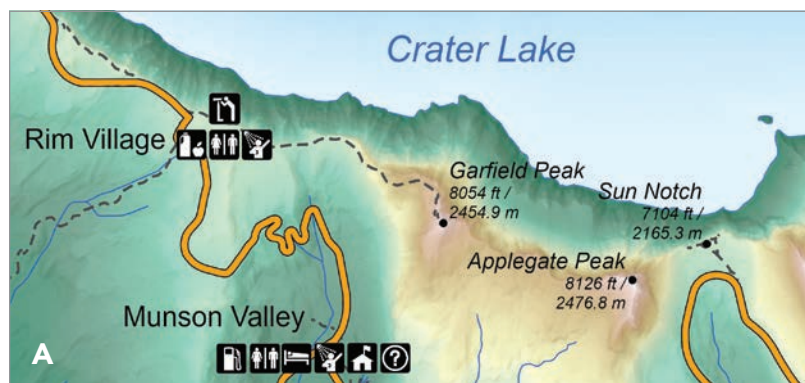 Crater Lake
Rim Village
Garfield Peak
8054 ft /
2454.9 m
Sun Notch
7104 ft /
2165.3 m
Applegate Peak
8126 ft /
2476.8 m
Munson Valley
?
A